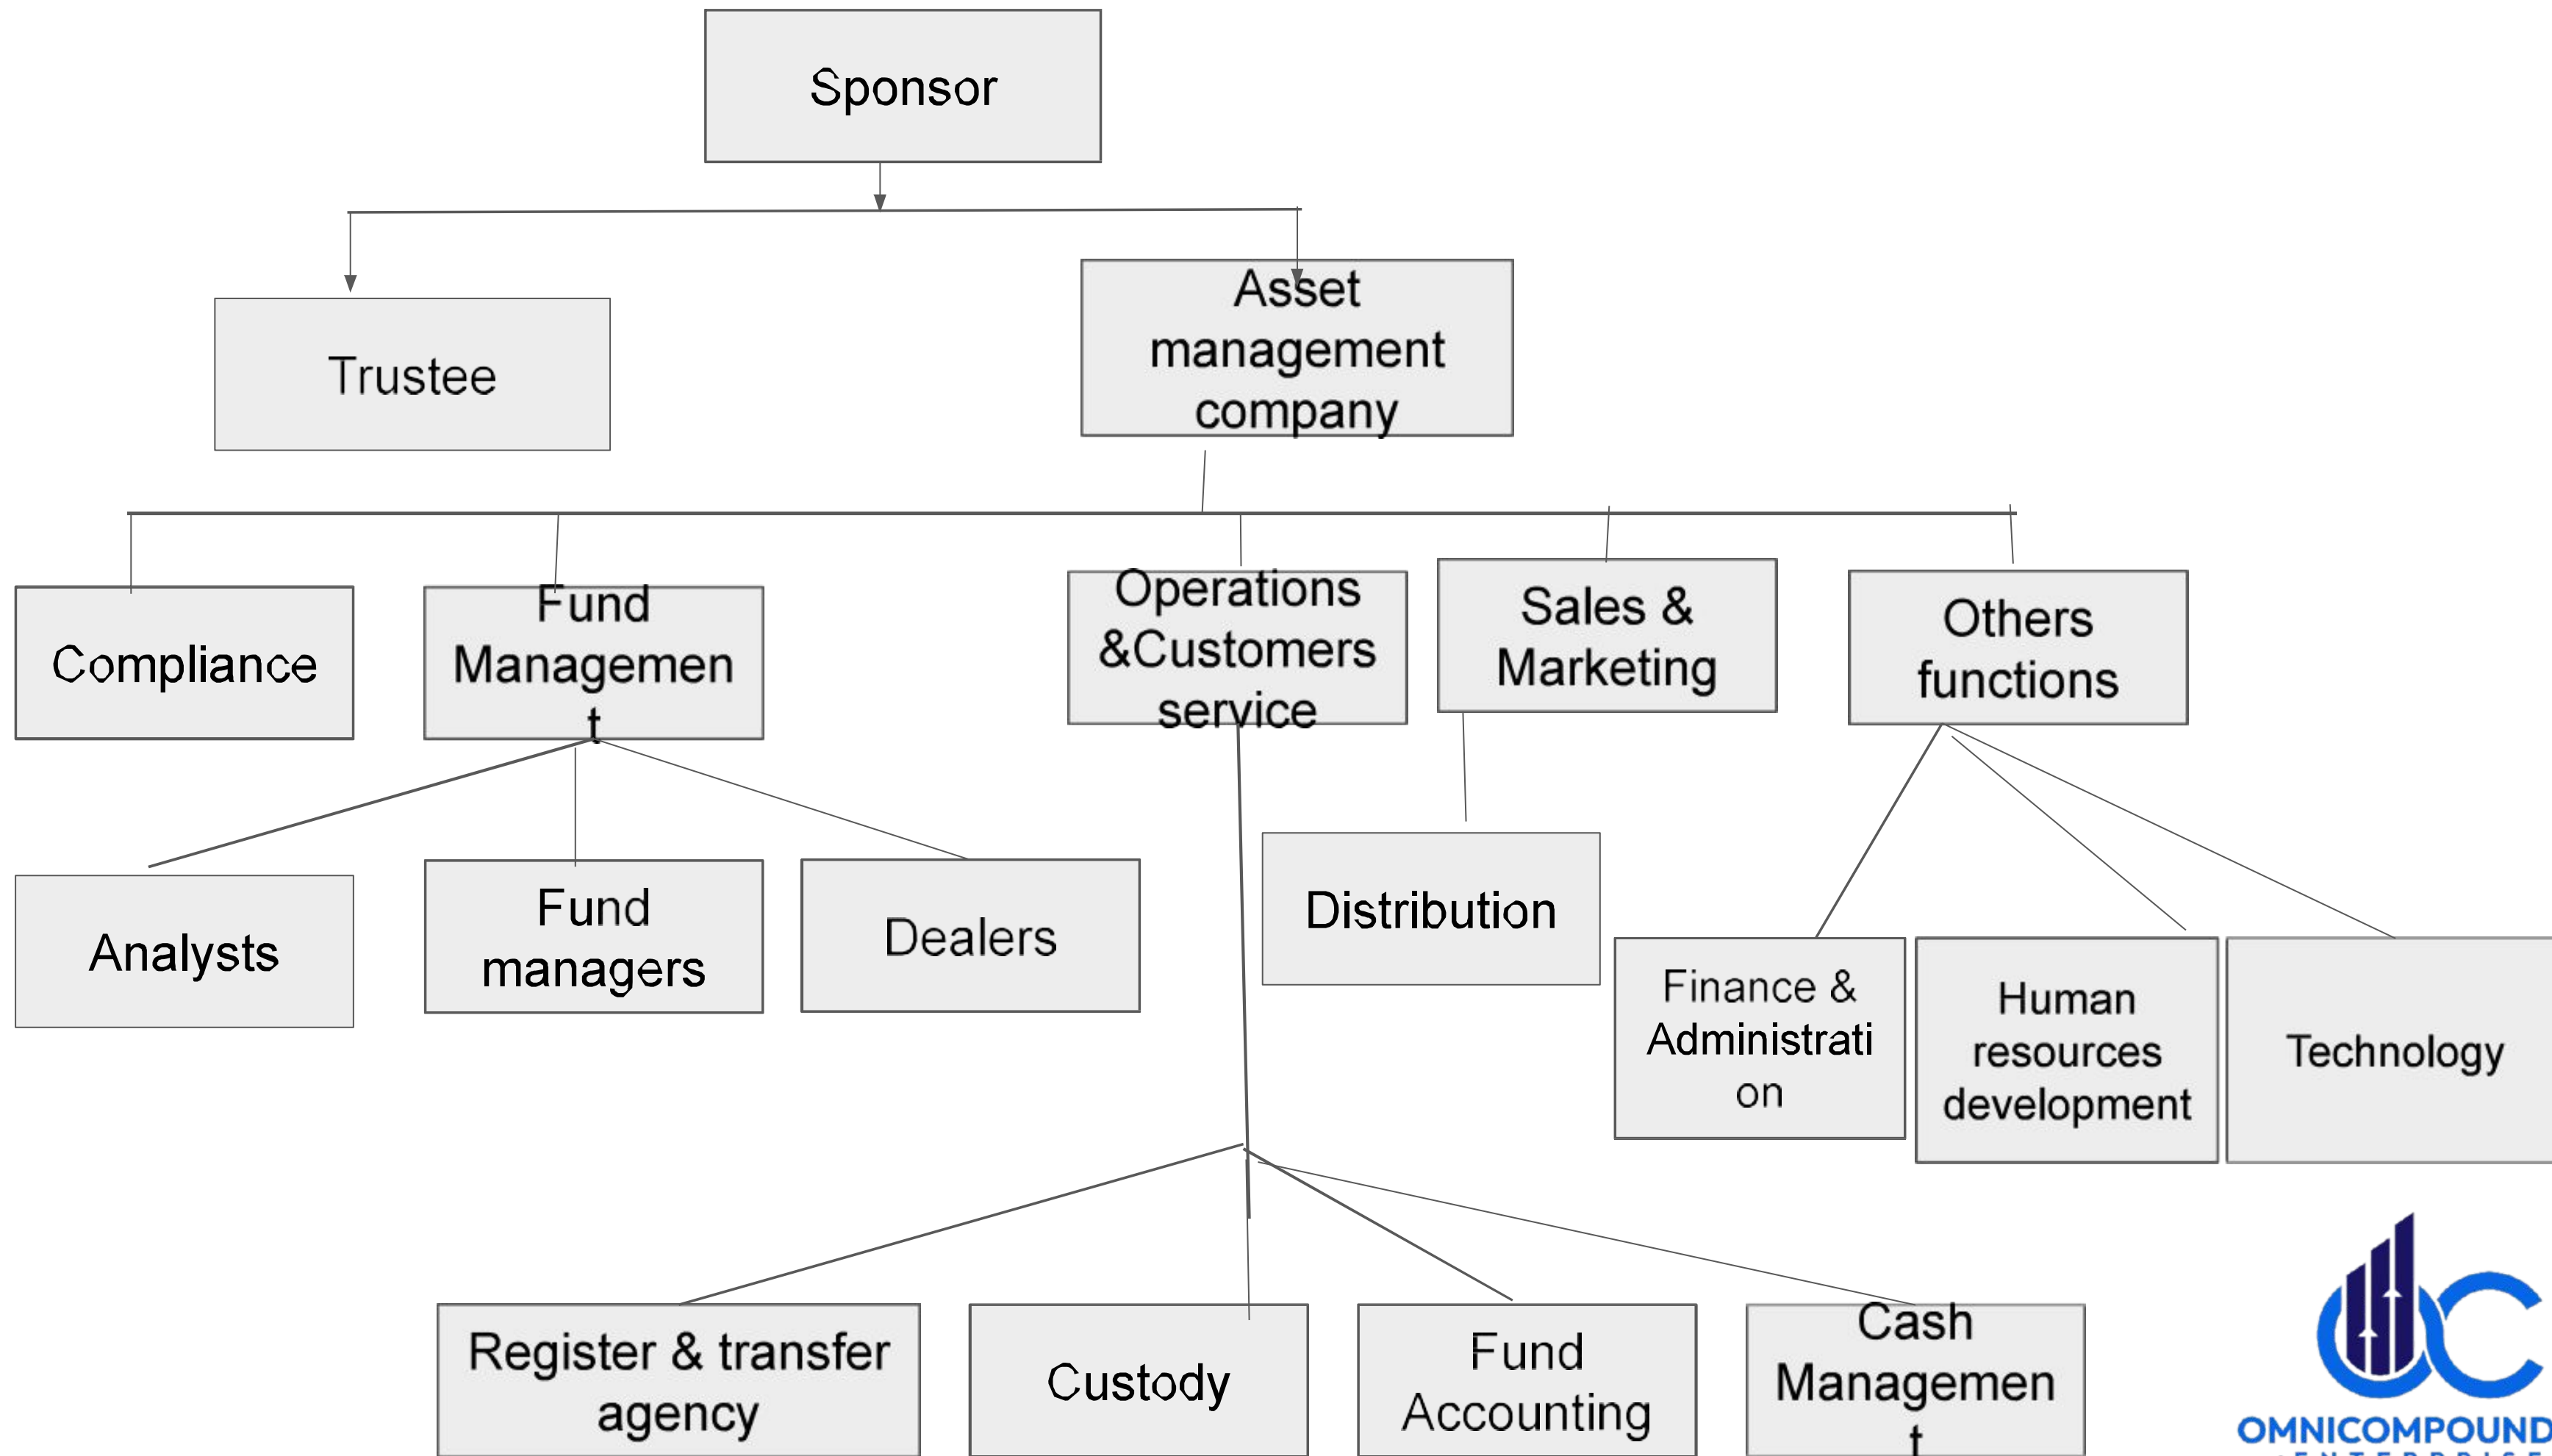 Sponsor
Trustee
Asset
management
company
Compliance
Fund
Managemen
t
Operations
&Customers
service
Sales &
Marketing
Others
functions
Analysts
Fund
managers
Dealers
Distribution
Finance &
Administrati
on
Human
resources
development
Technology
Register & transfer
agency
Custody
Fund
Accounting
Cash
Managemen
t
OMNICOMPOUND
ENTERPRISE